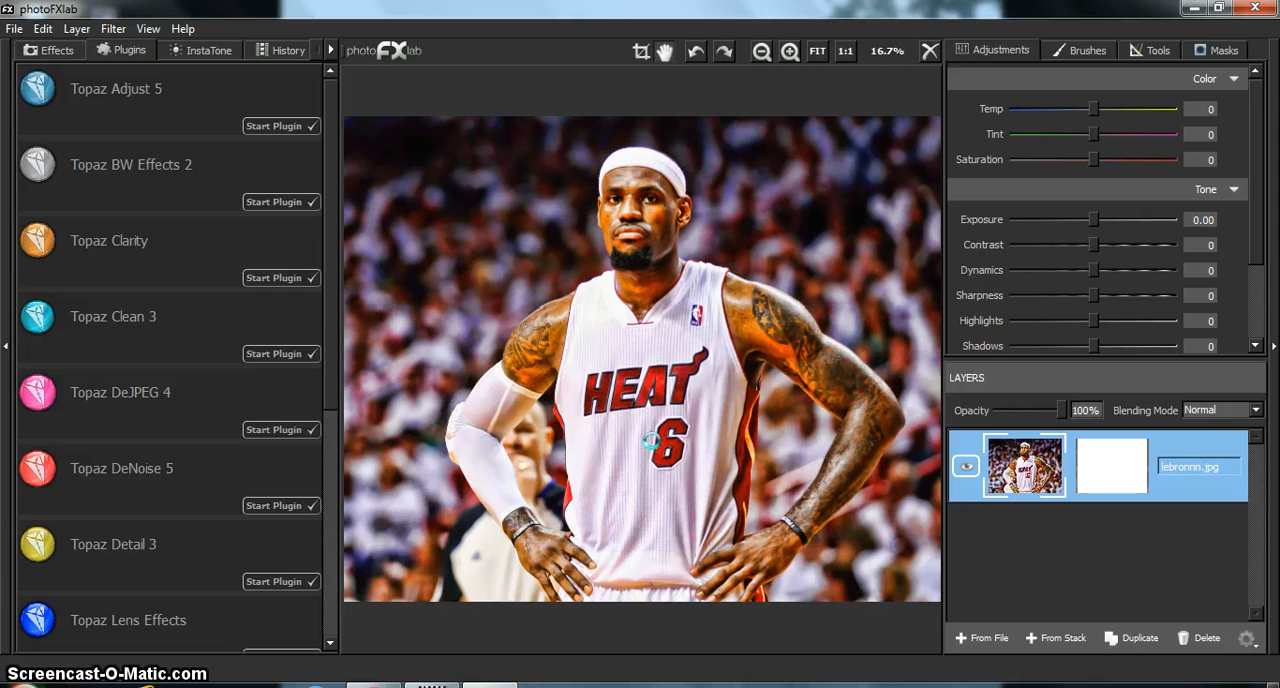 photoFXlab
File Edit Layer Filter View Help
Effects Plugins InstaTone History
photo FX lab
FIT 1:1 16.7%
Adjustments Brushes Tools Masks
Topaz Adjust 5
Start Plugin
Topaz BW Effects 2
Start Plugin
Topaz Clarity
Start Plugin
Topaz Clean 3
Start Plugin
Topaz DeJPEG 4
Start Plugin
Topaz DeNoise 5
Start Plugin
Topaz Detail 3
Start Plugin
Topaz Lens Effects
HEAT
6
Color
Temp 0
Tint 0
Saturation 0
Tone
Exposure 0.00
Contrast 0
Dynamics 0
Sharpness 0
Highlights 0
Shadows 0
LAYERS
Opacity 100% Blending Mode Normal
lebronnn.jpg
From File From Stack Duplicate Delete
Screencast-O-Matic.com